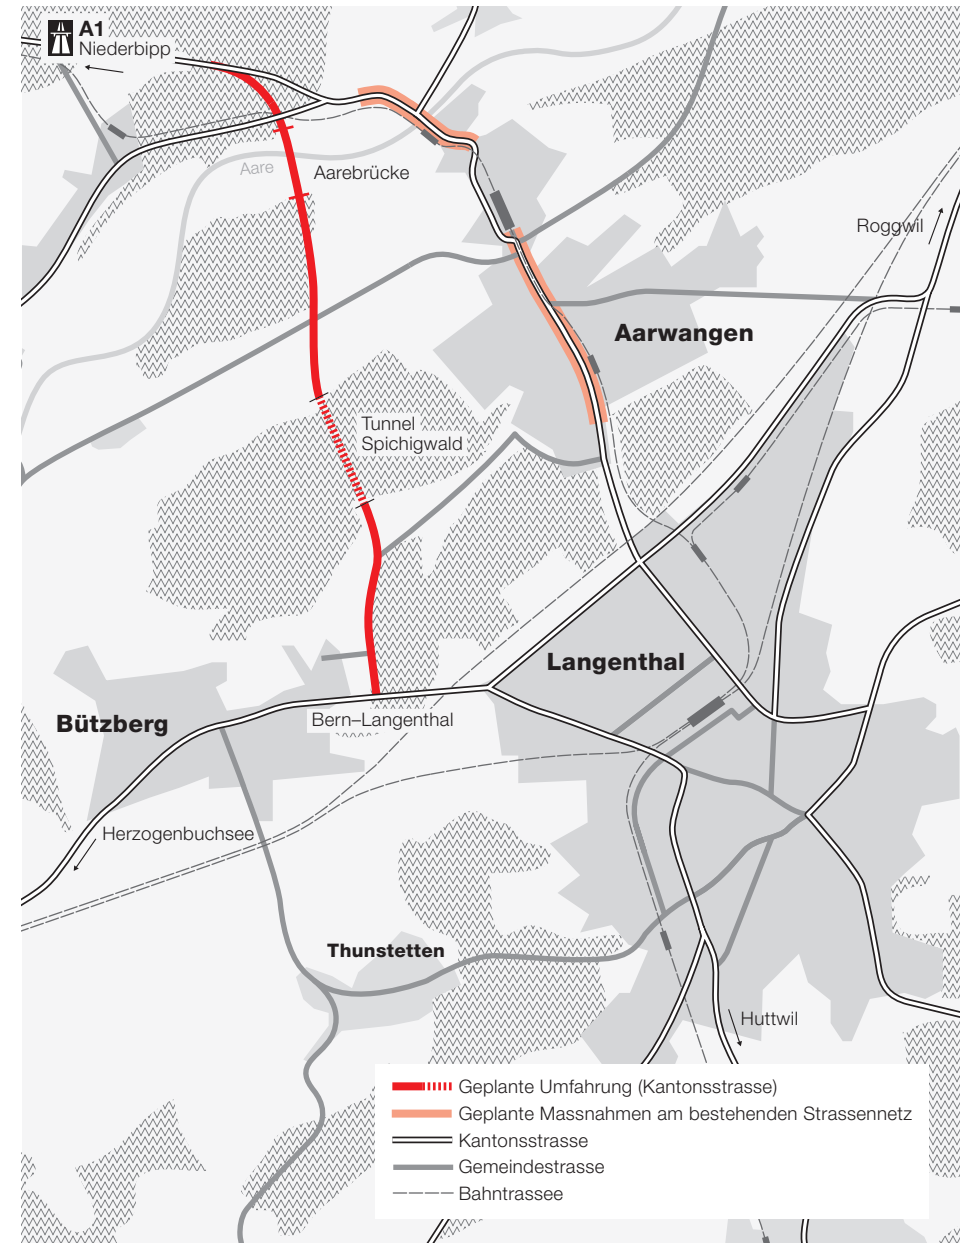 A1
Niederbipp
Aare
Aarebrücke
Roggwil
Aarwangen
Tunnel
Spichigwald
Langenthal
Bützberg
Bern–Langenthal
Herzogenbuchsee
Thunstetten
Huttwil
Geplante Umfahrung (Kantonsstrasse)
Geplante Massnahmen am bestehenden Strassennetz
Kantonsstrasse
Gemeindestrasse
Bahntrassee